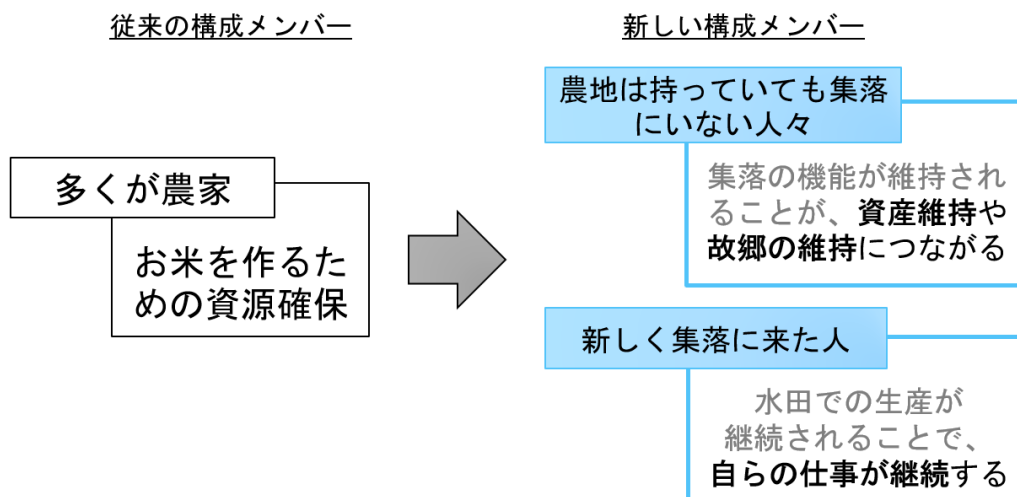 従来の構成メンバー
多くが農家
お米を作るた
めの資源確保
新しい構成メンバー
農地は持っていても集落
にいない人々
集落の機能が維持され
ることが、資産維持や
故郷の維持につながる
新しく集落に来た人
水田での生産が
継続されることで、
自らの仕事が継続する